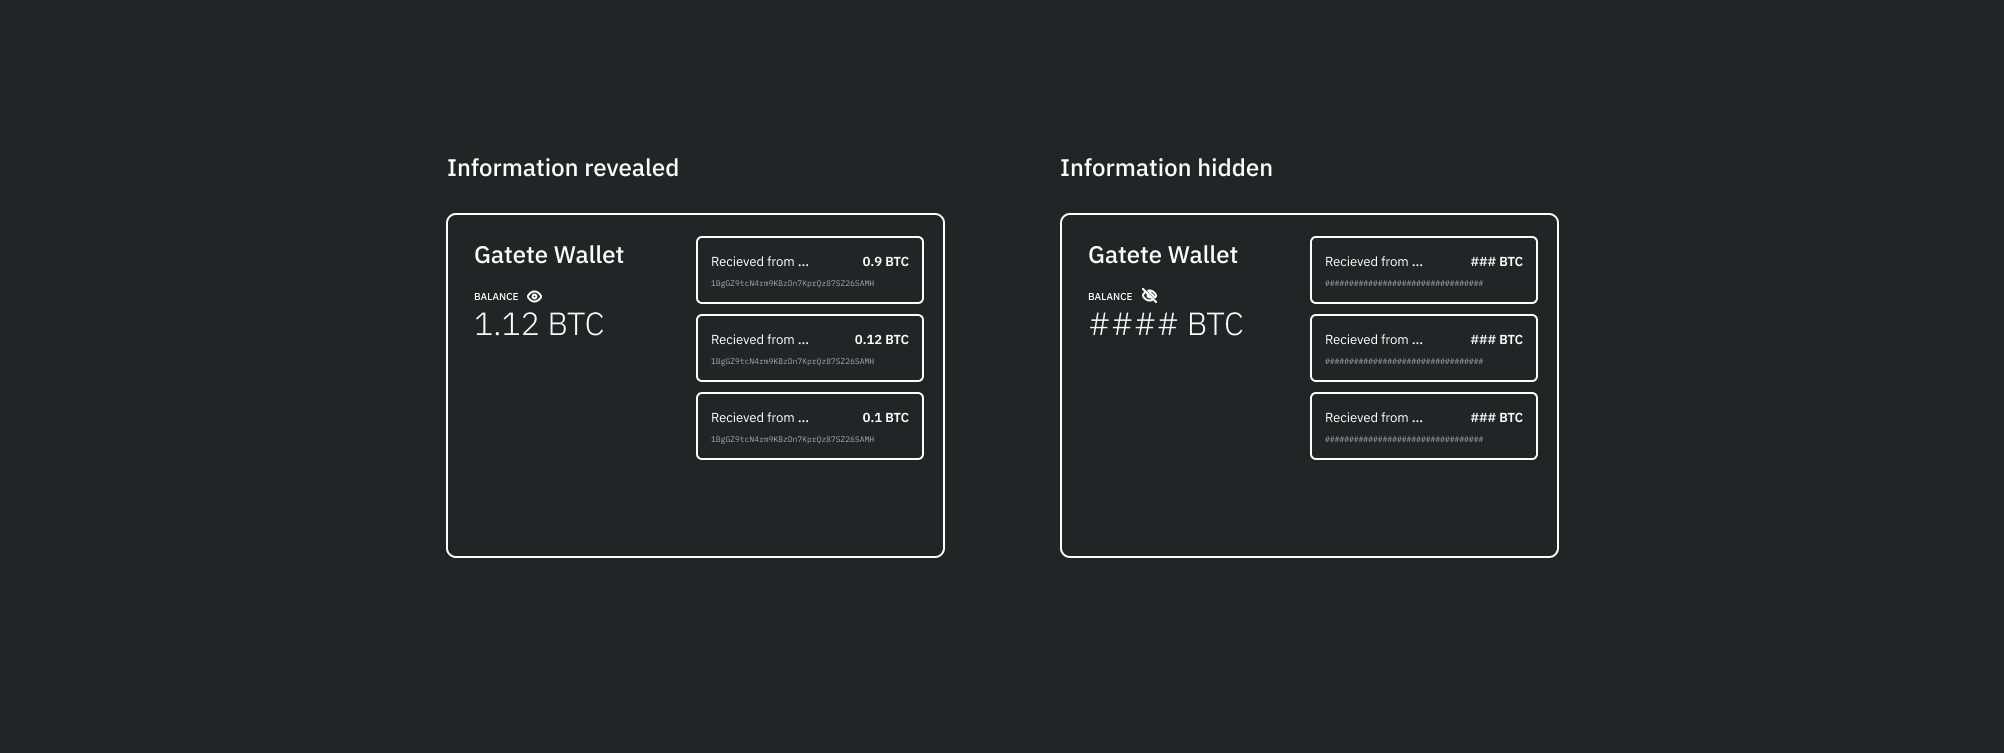 Information revealed
Gatete Wallet
BALANCE
1.12 BTC
Recieved from ... 0.9 BTC
1BgGZ9tcN4rm9KBzDn7KprQz87SZ26SAMH
Recieved from ... 0.12 BTC
1BgGZ9tcN4rm9KBzDn7KprQz87SZ26SAMH
Recieved from ... 0.1 BTC
1BgGZ9tcN4rm9KBzDn7KprQz87SZ26SAMH
Information hidden
Gatete Wallet
BALANCE
#### BTC
Recieved from ... ### BTC
#################################
Recieved from ... ### BTC
#################################
Recieved from ... ### BTC
#################################